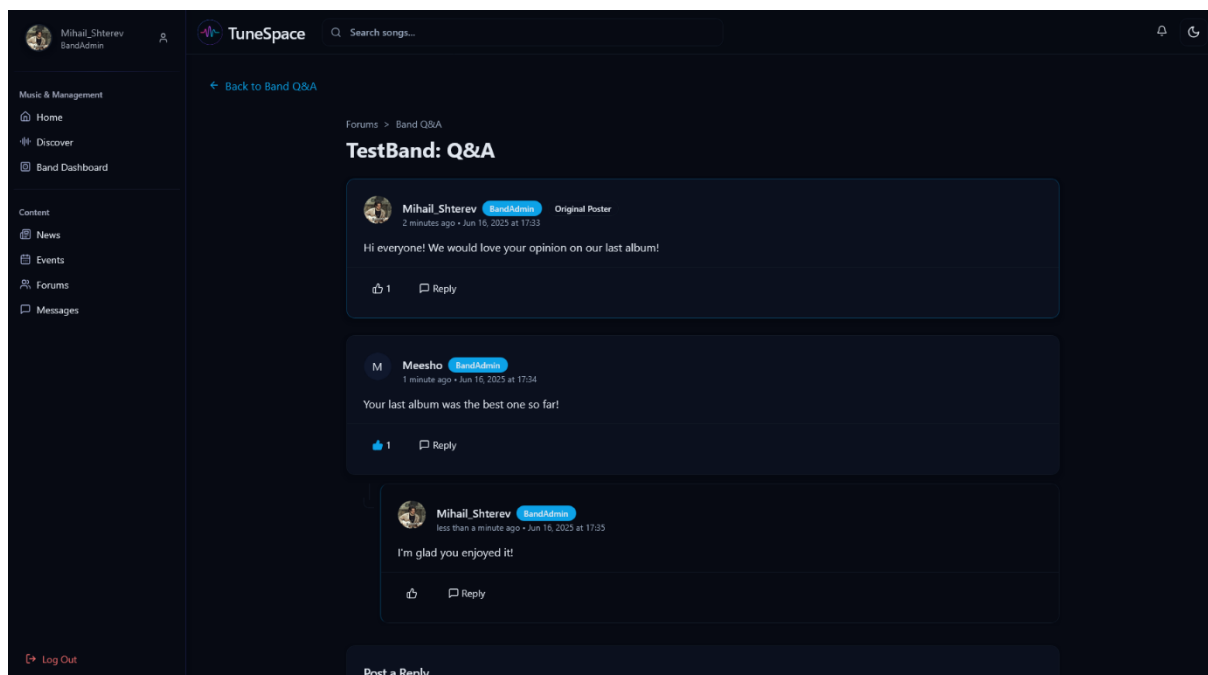 Mihail_Shterev
BandAdmin
TuneSpace
Search songs...
← Back to Band Q&A
Music & Management
Home
Discover
Band Dashboard
Content
News
Events
Forums
Messages
Log Out
Forums > Band Q&A
TestBand: Q&A
Mihail_Shterev BandAdmin Original Poster
2 minutes ago • Jun 16, 2025 at 17:33
Hi everyone! We would love your opinion on our last album!
1 Reply
M Meesho BandAdmin
1 minute ago • Jun 16, 2025 at 17:34
Your last album was the best one so far!
1 Reply
Mihail_Shterev BandAdmin
less than a minute ago • Jun 16, 2025 at 17:35
I'm glad you enjoyed it!
Reply
Post a Reply